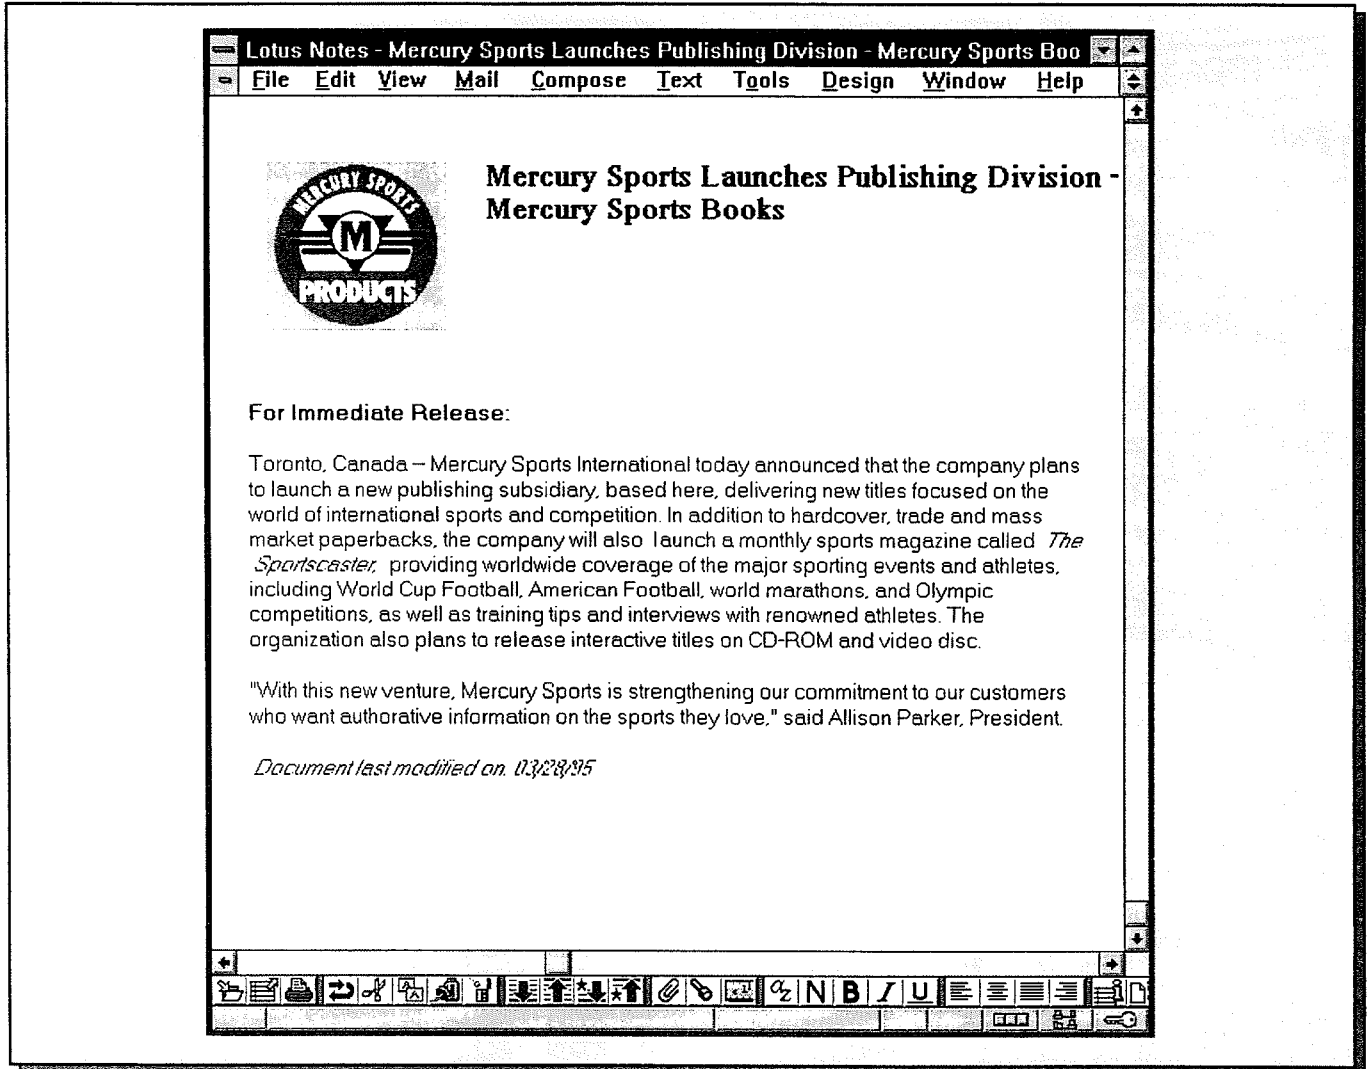 Lotus Notes - Mercury Sports Launches Publishing Division - Mercury Sports Boo
File Edit View Mail Compose Text Tools Design Window Help
MERCURY SPORTS
M
PRODUCTS
Mercury Sports Launches Publishing Division -
Mercury Sports Books
For Immediate Release:
Toronto, Canada – Mercury Sports International today announced that the company plans
to launch a new publishing subsidiary, based here, delivering new titles focused on the
world of international sports and competition. In addition to hardcover, trade and mass
market paperbacks, the company will also launch a monthly sports magazine called The
Sportscaster, providing worldwide coverage of the major sporting events and athletes,
including World Cup Football, American Football, world marathons, and Olympic
competitions, as well as training tips and interviews with renowned athletes. The
organization also plans to release interactive titles on CD-ROM and video disc.
"With this new venture, Mercury Sports is strengthening our commitment to our customers
who want authorative information on the sports they love," said Allison Parker, President.
Document last modified on. 03/28/95
N B I U